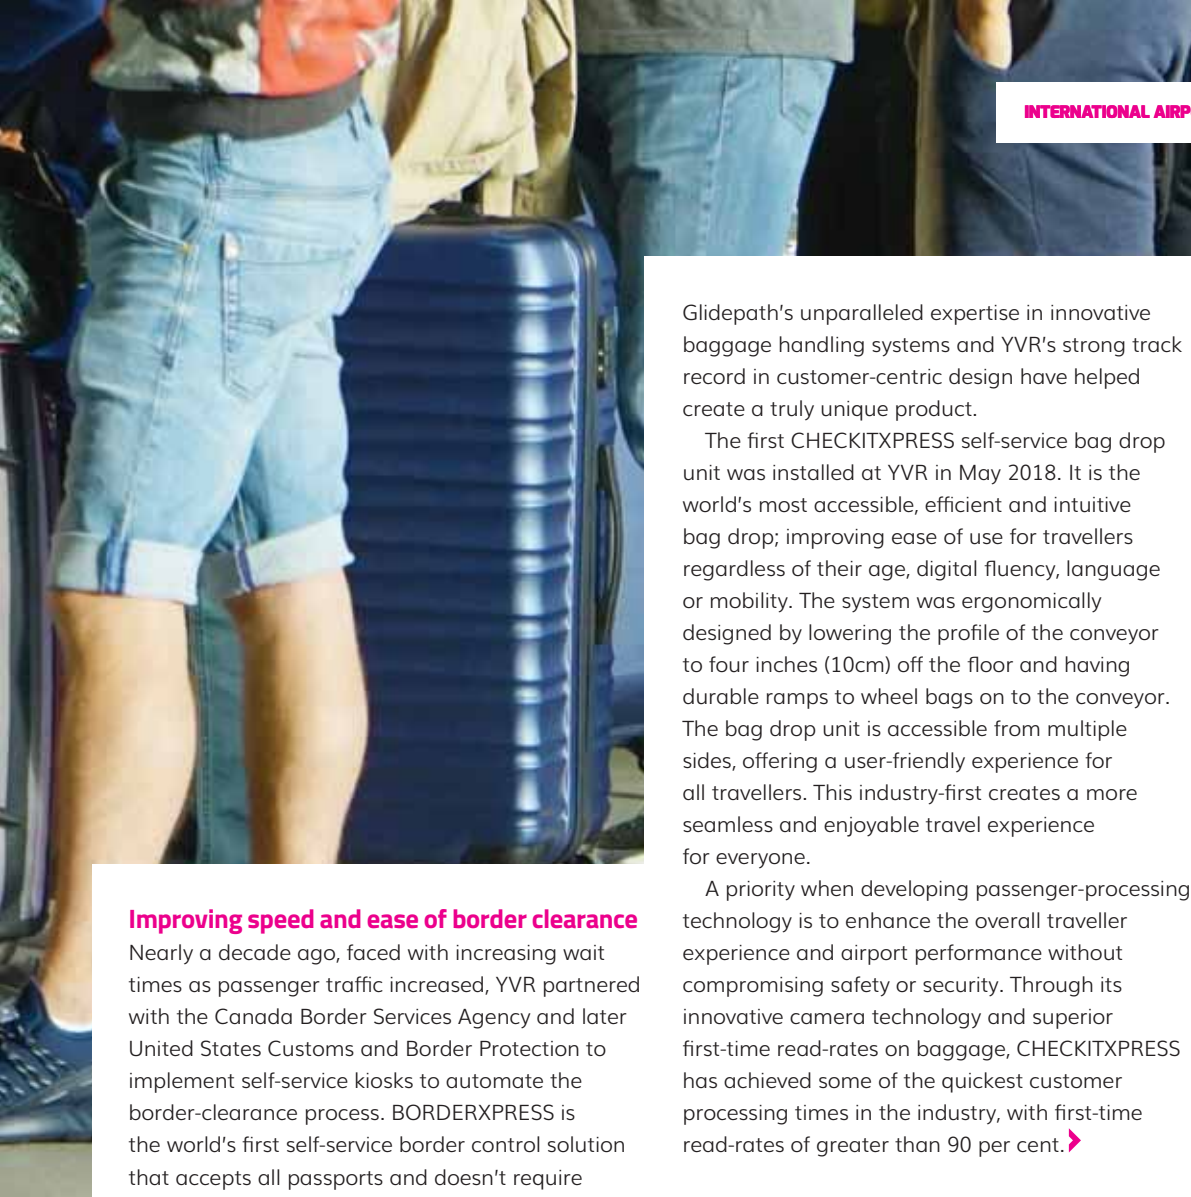 INTERNATIONAL AIRP
Improving speed and ease of border clearance
Nearly a decade ago, faced with increasing wait
times as passenger traffic increased, YVR partnered
with the Canada Border Services Agency and later
United States Customs and Border Protection to
implement self-service kiosks to automate the
border-clearance process. BORDERXPRESS is
the world's first self-service border control solution
that accepts all passports and doesn't require
Glidepath's unparalleled expertise in innovative
baggage handling systems and YVR's strong track
record in customer-centric design have helped
create a truly unique product.
The first CHECKITXPRESS self-service bag drop
unit was installed at YVR in May 2018. It is the
world's most accessible, efficient and intuitive
bag drop; improving ease of use for travellers
regardless of their age, digital fluency, language
or mobility. The system was ergonomically
designed by lowering the profile of the conveyor
to four inches (10cm) off the floor and having
durable ramps to wheel bags on to the conveyor.
The bag drop unit is accessible from multiple
sides, offering a user-friendly experience for
all travellers. This industry-first creates a more
seamless and enjoyable travel experience
for everyone.
A priority when developing passenger-processing
technology is to enhance the overall traveller
experience and airport performance without
compromising safety or security. Through its
innovative camera technology and superior
first-time read-rates on baggage, CHECKITXPRESS
has achieved some of the quickest customer
processing times in the industry, with first-time
read-rates of greater than 90 per cent.